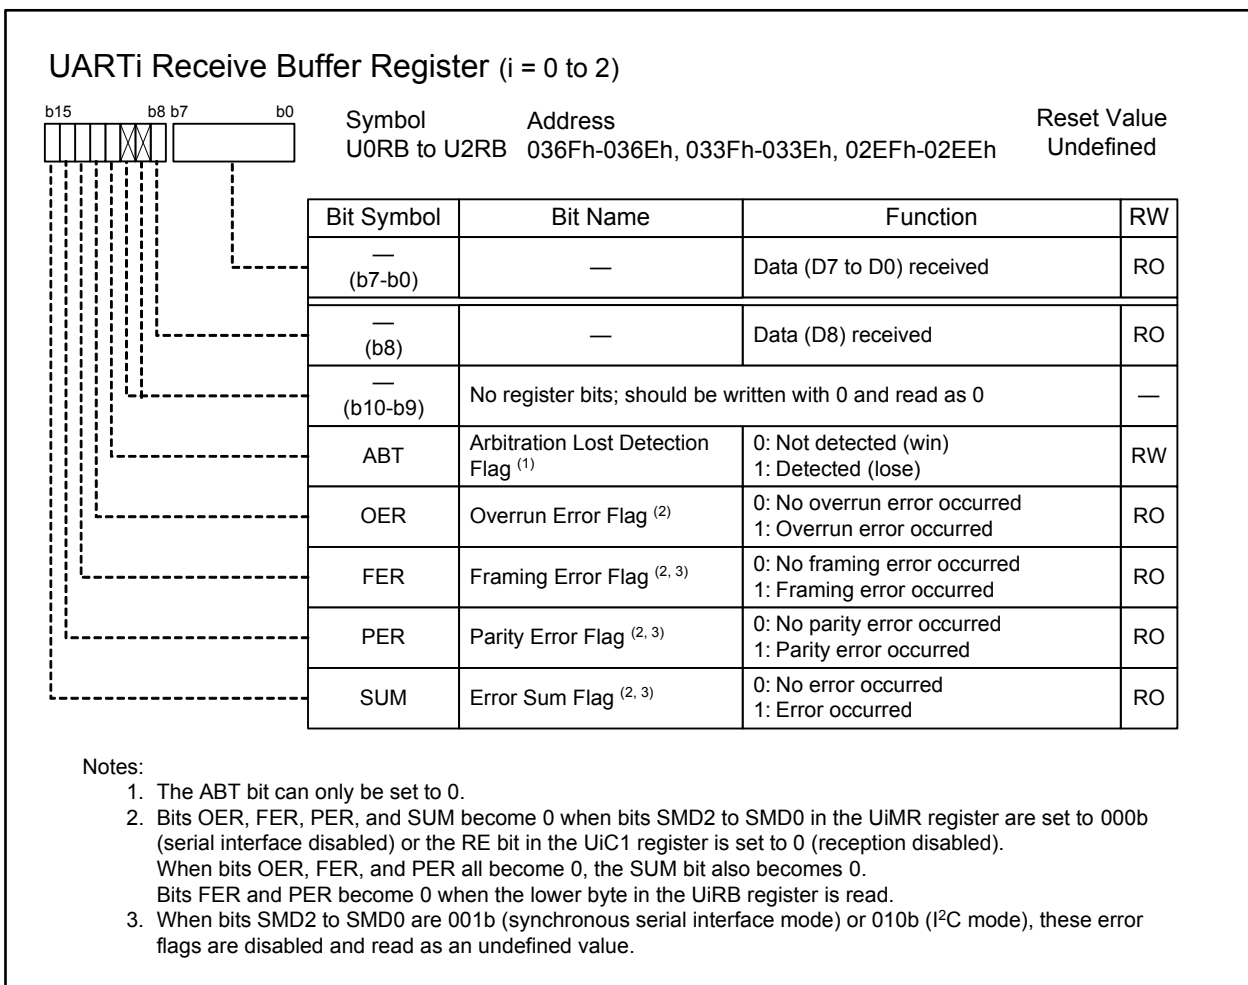 UARTi Receive Buffer Register (i = 0 to 2)
b15 b8 b7 b0
Symbol Address Reset Value
U0RB to U2RB 036Fh-036Eh, 033Fh-033Eh, 02EFh-02EEh Undefined
Bit Symbol Bit Name Function RW
— (b7-b0) — Data (D7 to D0) received RO
— (b8) — Data (D8) received RO
— (b10-b9) No register bits; should be written with 0 and read as 0 —
ABT Arbitration Lost Detection Flag (1) 0: Not detected (win)
1: Detected (lose) RW
OER Overrun Error Flag (2) 0: No overrun error occurred
1: Overrun error occurred RO
FER Framing Error Flag (2, 3) 0: No framing error occurred
1: Framing error occurred RO
PER Parity Error Flag (2, 3) 0: No parity error occurred
1: Parity error occurred RO
SUM Error Sum Flag (2, 3) 0: No error occurred
1: Error occurred RO
Notes:
1. The ABT bit can only be set to 0.
2. Bits OER, FER, PER, and SUM become 0 when bits SMD2 to SMD0 in the UiMR register are set to 000b
(serial interface disabled) or the RE bit in the UiC1 register is set to 0 (reception disabled).
When bits OER, FER, and PER all become 0, the SUM bit also becomes 0.
Bits FER and PER become 0 when the lower byte in the UiRB register is read.
3. When bits SMD2 to SMD0 are 001b (synchronous serial interface mode) or 010b (I²C mode), these error
flags are disabled and read as an undefined value.